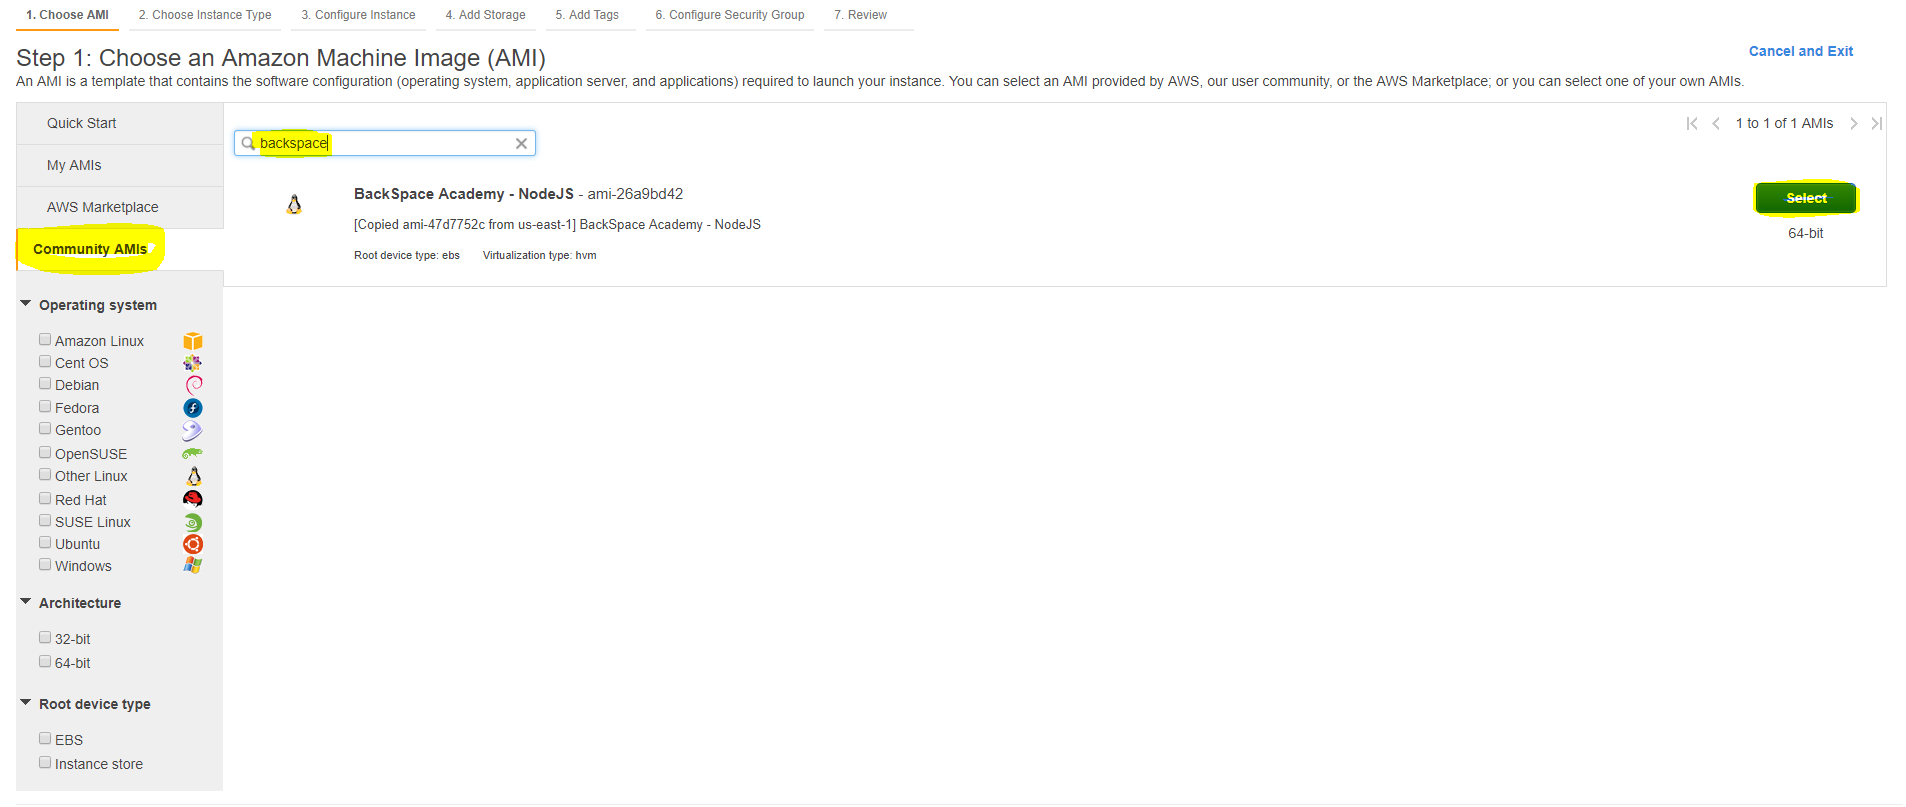 1. Choose AMI 2. Choose Instance Type 3. Configure Instance 4. Add Storage 5. Add Tags 6. Configure Security Group 7. Review
Step 1: Choose an Amazon Machine Image (AMI)
Cancel and Exit
An AMI is a template that contains the software configuration (operating system, application server, and applications) required to launch your instance. You can select an AMI provided by AWS, our user community, or the AWS Marketplace; or you can select one of your own AMIs.
Quick Start
My AMIs
AWS Marketplace
Community AMIs
backspace
1 to 1 of 1 AMIs
BackSpace Academy - NodeJS - ami-26a9bd42
[Copied ami-47d7752c from us-east-1] BackSpace Academy - NodeJS
Root device type: ebs Virtualization type: hvm
Select
64-bit
Operating system
Amazon Linux
Cent OS
Debian
Fedora
Gentoo
OpenSUSE
Other Linux
Red Hat
SUSE Linux
Ubuntu
Windows
Architecture
32-bit
64-bit
Root device type
EBS
Instance store